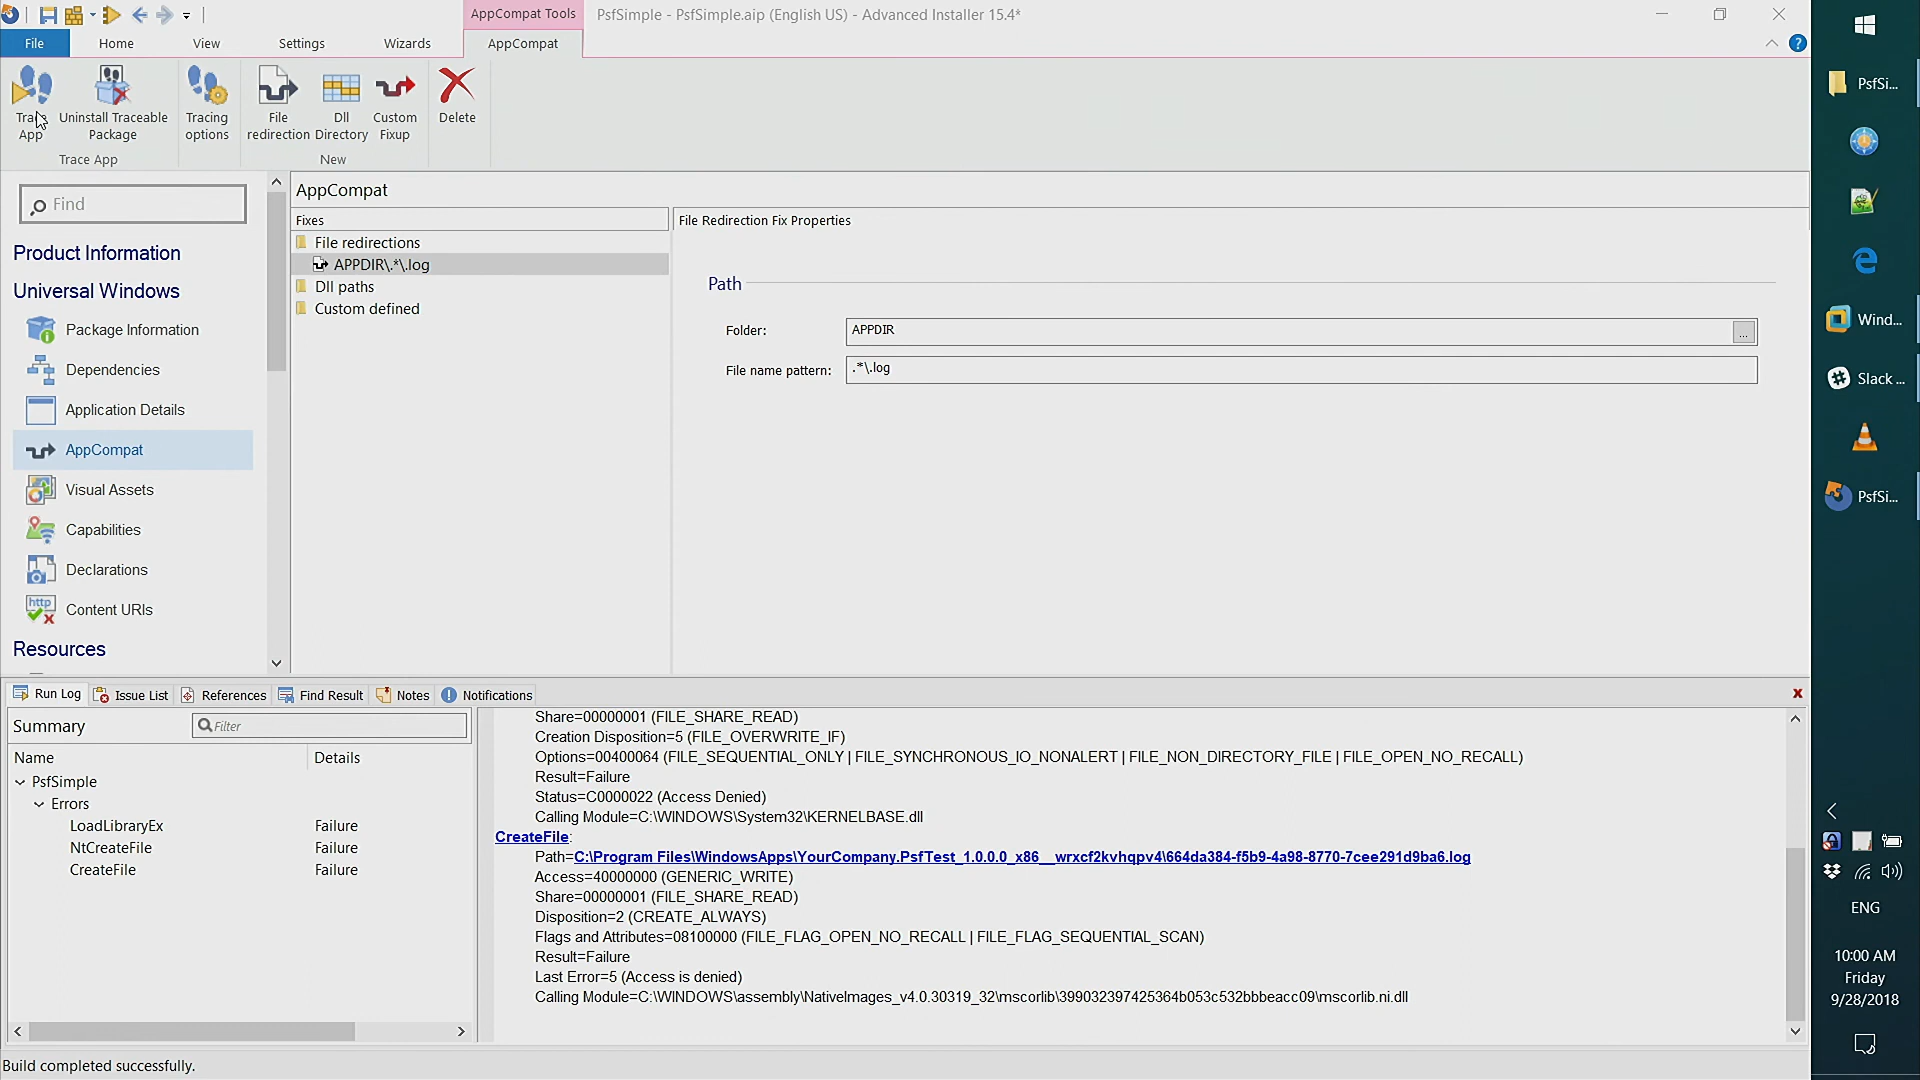 AppCompat Tools
PsfSimple - PsfSimple.aip (English US) - Advanced Installer 15.4*
File
Home
View
Settings
Wizards
AppCompat
Trace App
Uninstall Traceable Package
Tracing options
File redirection
Dll Directory
Custom Fixup
Delete
Trace App
New
Find
Product Information
Universal Windows
Package Information
Dependencies
Application Details
AppCompat
Visual Assets
Capabilities
Declarations
http
Content URIs
Resources
AppCompat
Fixes
File redirections
APPDIR\.*\.log
Dll paths
Custom defined
File Redirection Fix Properties
Path
Folder:
APPDIR
...
File name pattern:
.*\.log
Run Log
Issue List
References
Find Result
Notes
Notifications
x
Summary
Filter
Name
Details
PsfSimple
Errors
LoadLibraryEx
Failure
NtCreateFile
Failure
CreateFile
Failure
Share=00000001 (FILE_SHARE_READ)
Creation Disposition=5 (FILE_OVERWRITE_IF)
Options=00400064 (FILE_SEQUENTIAL_ONLY | FILE_SYNCHRONOUS_IO_NONALERT | FILE_NON_DIRECTORY_FILE | FILE_OPEN_NO_RECALL)
Result=Failure
Status=C0000022 (Access Denied)
Calling Module=C:\WINDOWS\System32\KERNELBASE.dll
CreateFile:
Path=C:\Program Files\WindowsApps\YourCompany.PsfTest_1.0.0.0_x86__wrxcf2kvhqpv4\664da384-f5b9-4a98-8770-7cee291d9ba6.log
Access=40000000 (GENERIC_WRITE)
Share=00000001 (FILE_SHARE_READ)
Disposition=2 (CREATE_ALWAYS)
Flags and Attributes=08100000 (FILE_FLAG_OPEN_NO_RECALL | FILE_FLAG_SEQUENTIAL_SCAN)
Result=Failure
Last Error=5 (Access is denied)
Calling Module=C:\WINDOWS\assembly\NativeImages_v4.0.30319_32\mscorlib\399032397425364b053c532bbbeacc09\mscorlib.ni.dll
Build completed successfully.
PsfSi...
Wind...
Slack ...
PsfSi...
ENG
10:00 AM
Friday
9/28/2018